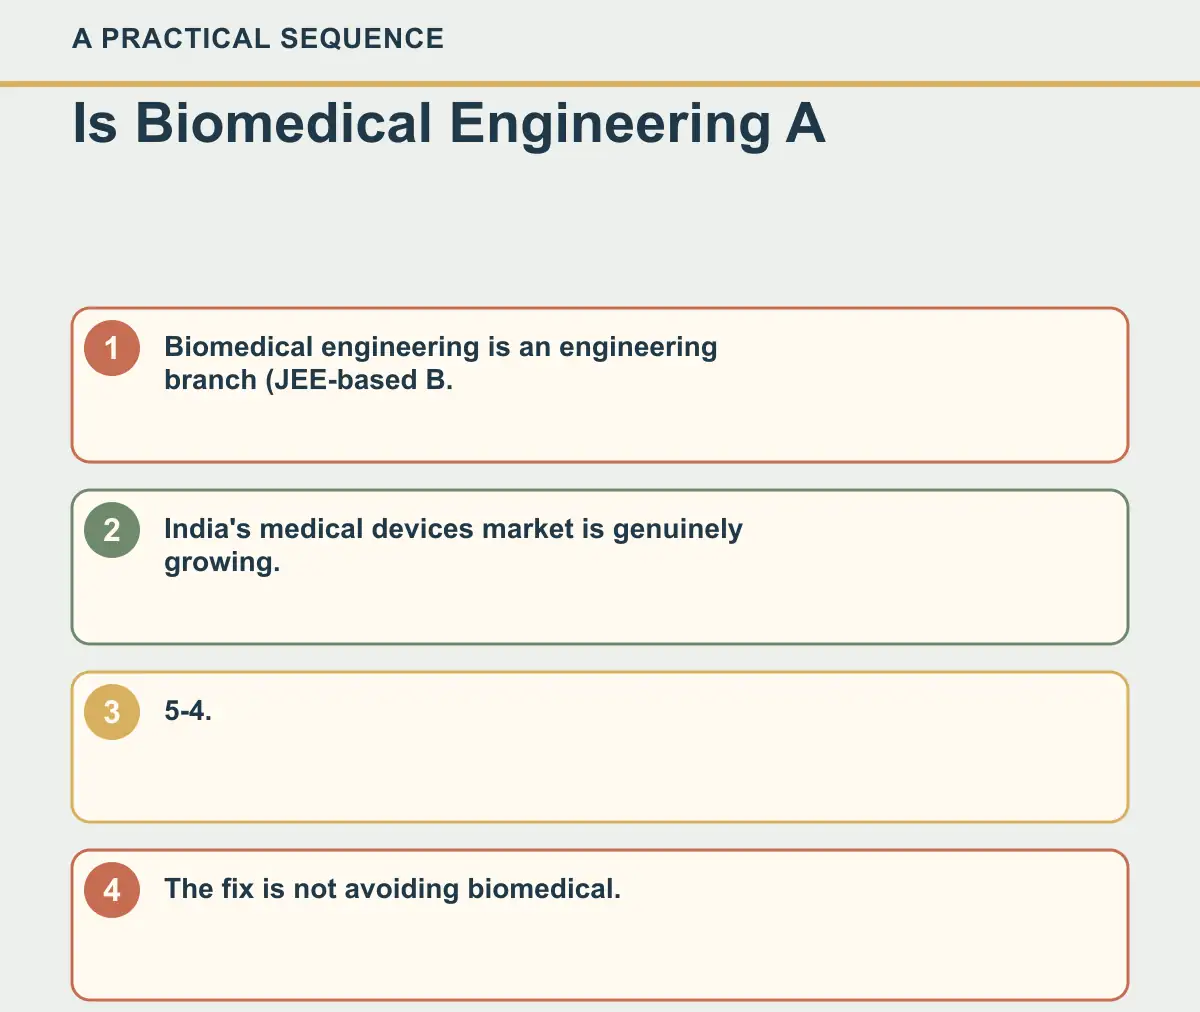 A PRACTICAL SEQUENCE
Is Biomedical Engineering A
1
Biomedical engineering is an engineering
branch (JEE-based B.
2
India's medical devices market is genuinely
growing.
3
5-4.
4
The fix is not avoiding biomedical.